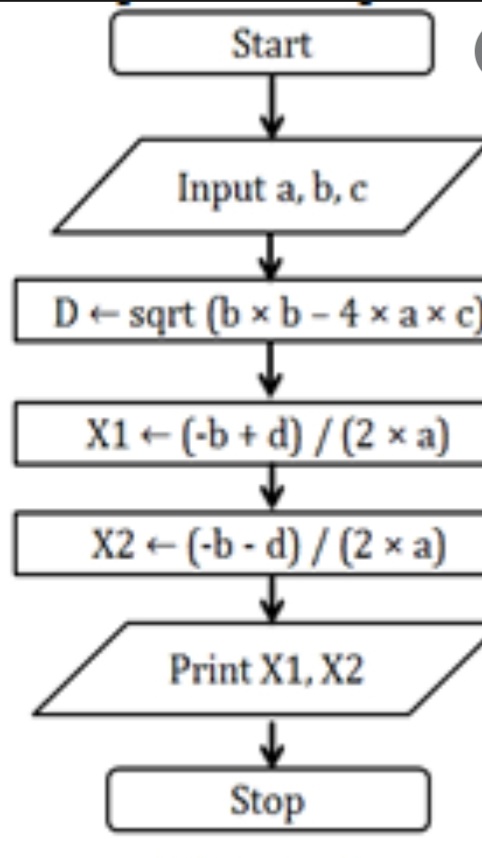 Start
Input a, b, c
D ← sqrt (b × b – 4 × a × c)
X1 ← (-b + d) / (2 × a)
X2 ← (-b - d) / (2 × a)
Print X1, X2
Stop